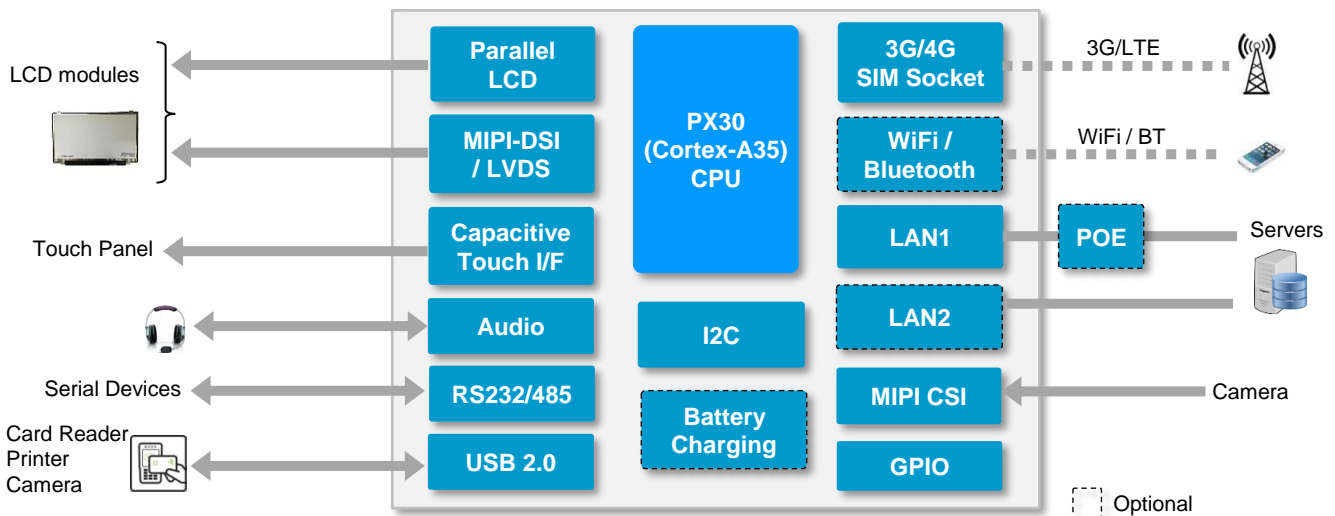 LCD modules
Touch Panel
Serial Devices
Card Reader
Printer
Camera
Parallel
LCD
MIPI-DSI
/ LVDS
Capacitive
Touch I/F
Audio
RS232/485
USB 2.0
PX30
(Cortex-A35)
CPU
I2C
Battery
Charging
3G/4G
SIM Socket
WiFi /
Bluetooth
LAN1
LAN2
MIPI CSI
GPIO
3G/LTE
WiFi / BT
POE
Servers
Camera
Optional